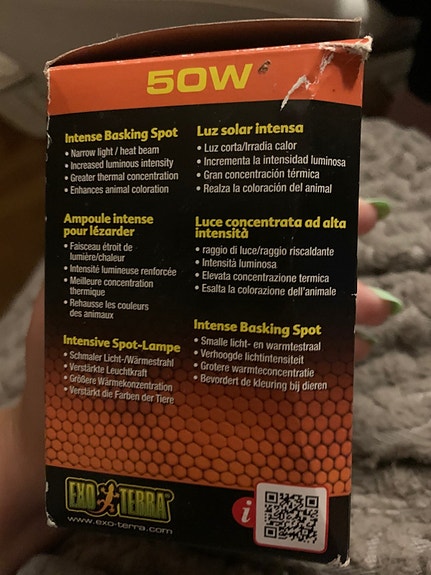 50W
Intense Basking Spot
• Narrow light / heat beam
• Increased luminous intensity
• Greater thermal concentration
• Enhances animal coloration
Luz solar intensa
• Luz corta/Irradia calor
• Incrementa la intensidad luminosa
• Gran concentración térmica
• Realza la coloración del animal
Ampoule intense
pour lézarder
• Faisceau étroit de
lumière/chaleur
• Intensité lumineuse renforcée
• Meilleure concentration
thermique
• Rehausse les couleurs
des animaux
Luce concentrata ad alta
intensità
• raggio di luce/raggio riscaldante
• Intensità luminosa
• Elevata concentrazione termica
• Esalta la colorazione dell'animale
Intensive Spot-Lampe
• Schmaler Licht-/Wärmestrahl
• Verstärkte Leuchtkraft
• Größere Wärmekonzentration
• Verstärkt die Farben der Tiere
Intense Basking Spot
• Smalle licht- en warmtestraal
• Verhoogde lichtintensiteit
• Grotere warmteconcentratie
• Bevordert de kleuring bij dieren
EXO TERRA
www.exo-terra.com
i